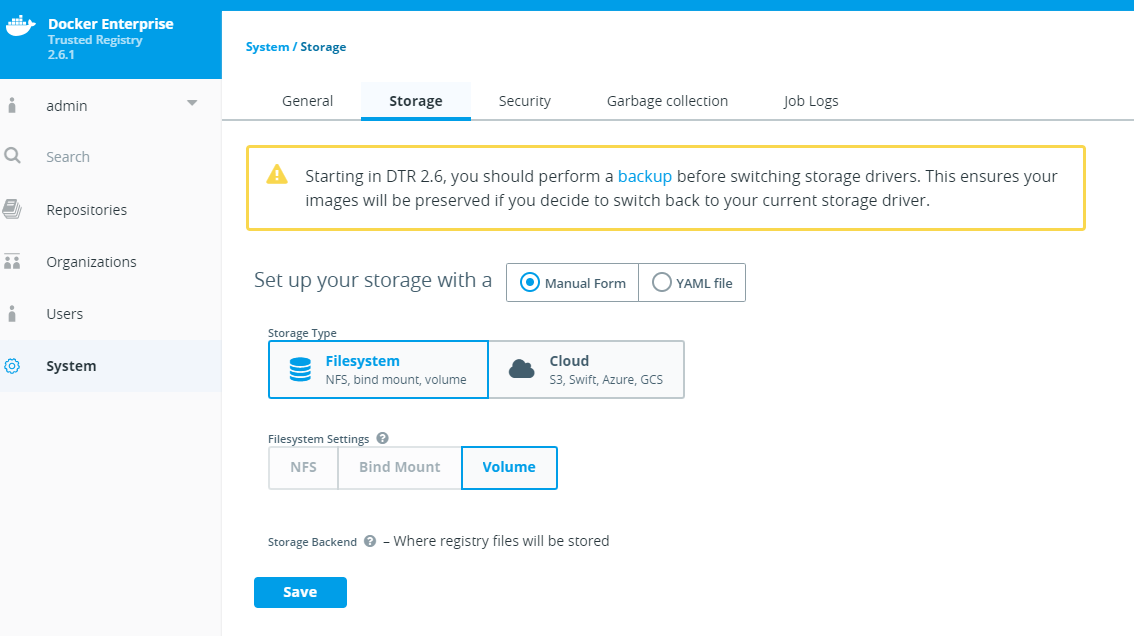 Docker Enterprise
Trusted Registry
2.6.1
admin
Search
Repositories
Organizations
Users
System
System / Storage
General Storage Security Garbage collection Job Logs
Starting in DTR 2.6, you should perform a backup before switching storage drivers. This ensures your
images will be preserved if you decide to switch back to your current storage driver.
Set up your storage with a Manual Form YAML file
Storage Type
Filesystem
NFS, bind mount, volume
Cloud
S3, Swift, Azure, GCS
Filesystem Settings ?
NFS Bind Mount Volume
Storage Backend ? – Where registry files will be stored
Save